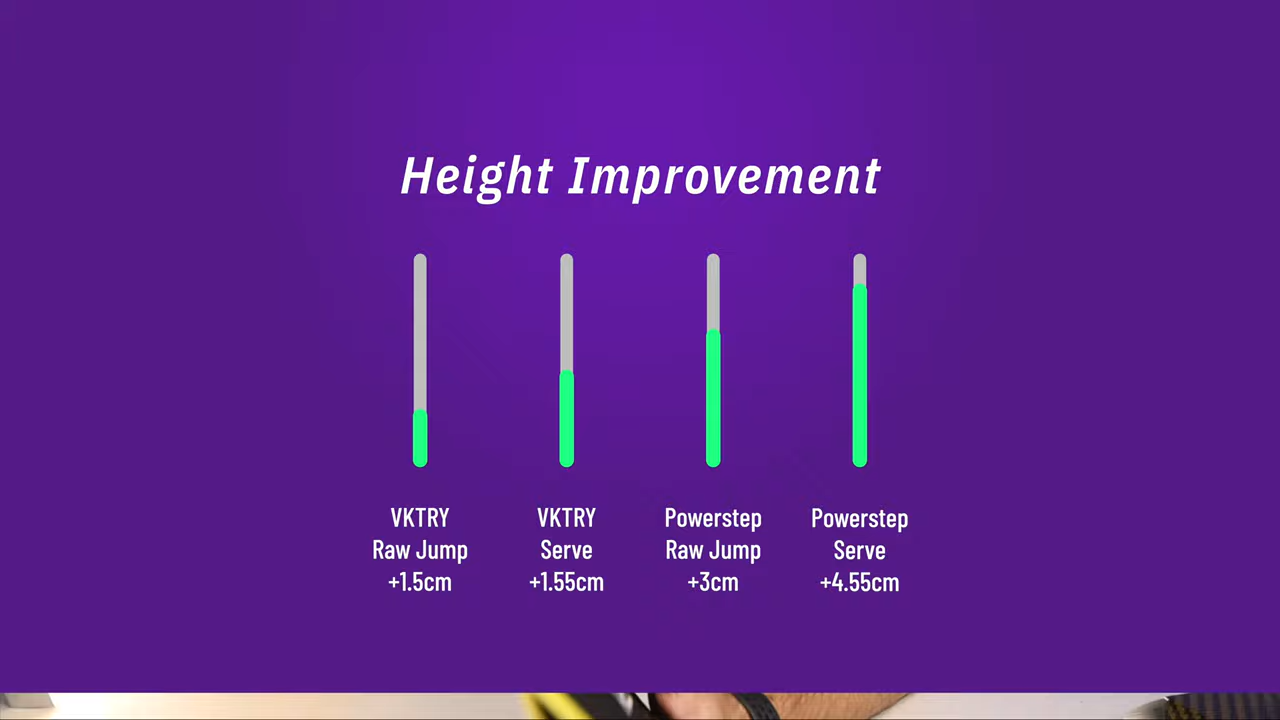 Height Improvement
VKTRY
Raw Jump
+1.5cm
VKTRY
Serve
+1.55cm
Powerstep
Raw Jump
+3cm
Powerstep
Serve
+4.55cm